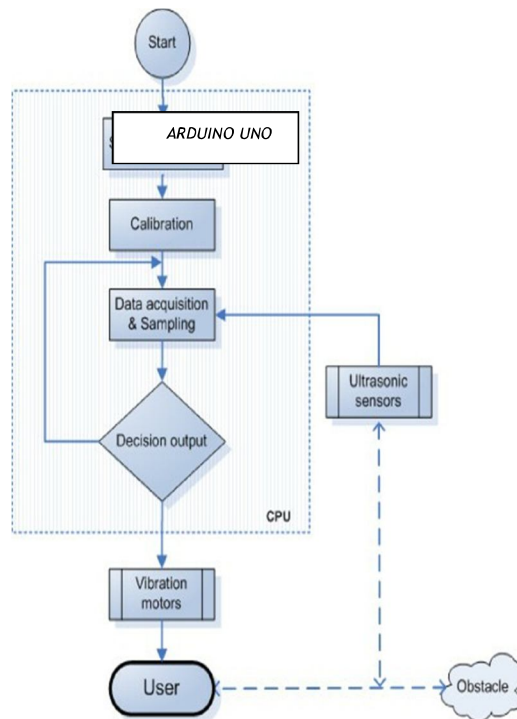 Start
ARDUINO UNO
Calibration
Data acquisition
& Sampling
Ultrasonic
sensors
Decision output
CPU
Vibration
motors
User
Obstacle